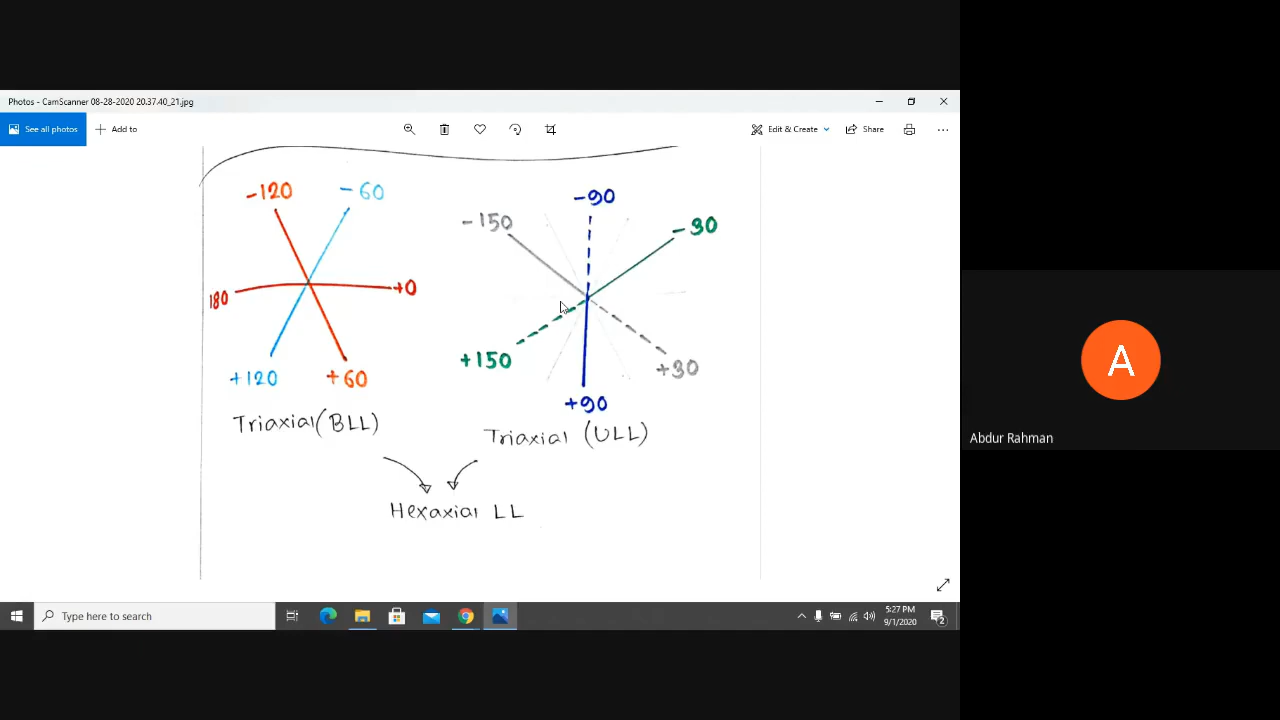 Photos - CamScanner 08-28-2020 20.37.40_21.jpg
See all photos
Add to
Edit & Create
Share
-120
-60
180
+0
+120
+60
Triaxial (BLL)
-90
-150
-30
+150
+30
+90
Triaxial (ULL)
Hexaxial LL
A
Abdur Rahman
Type here to search
5:27 PM
9/1/2020
2